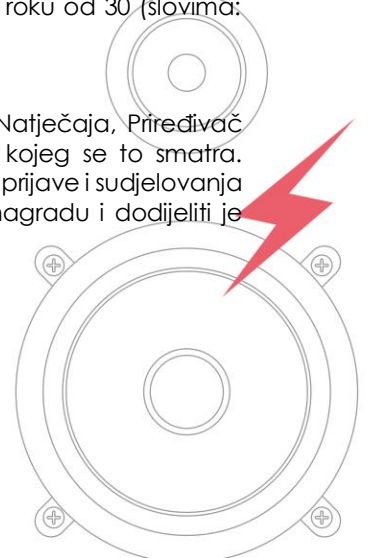 roku od 30 (slovima:
Natječaja, Priređivač
kojeg se to smatra.
prijave i sudjelovanja
nagradu i dodijeliti je